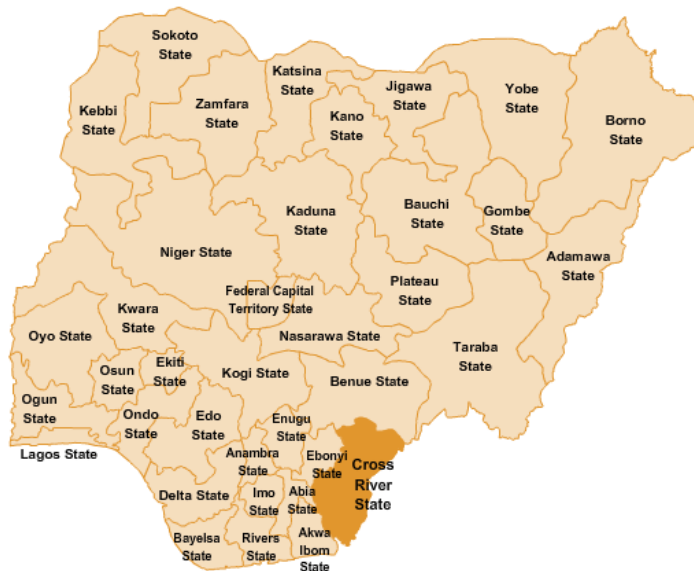 Sokoto
State
Katsina
State
Jigawa
State
Yobe
State
Kebbi
State
Zamfara
State
Kano
State
Borno
State
Kaduna
State
Bauchi
State
Gombe
State
Adamawa
State
Niger State
Federal Capital
Territory State
Plateau
State
Kwara
State
Oyo State
Nasarawa State
Taraba
State
Osun
State
Ekiti
State
Kogi State
Benue State
Ogun
State
Ondo
State
Edo
State
Enugu
State
Lagos State
Anambra
State
Ebonyi
State
Cross
River
State
Delta State
Imo
State
Abia
State
Bayelsa
State
Rivers
State
Akwa
Ibom
State